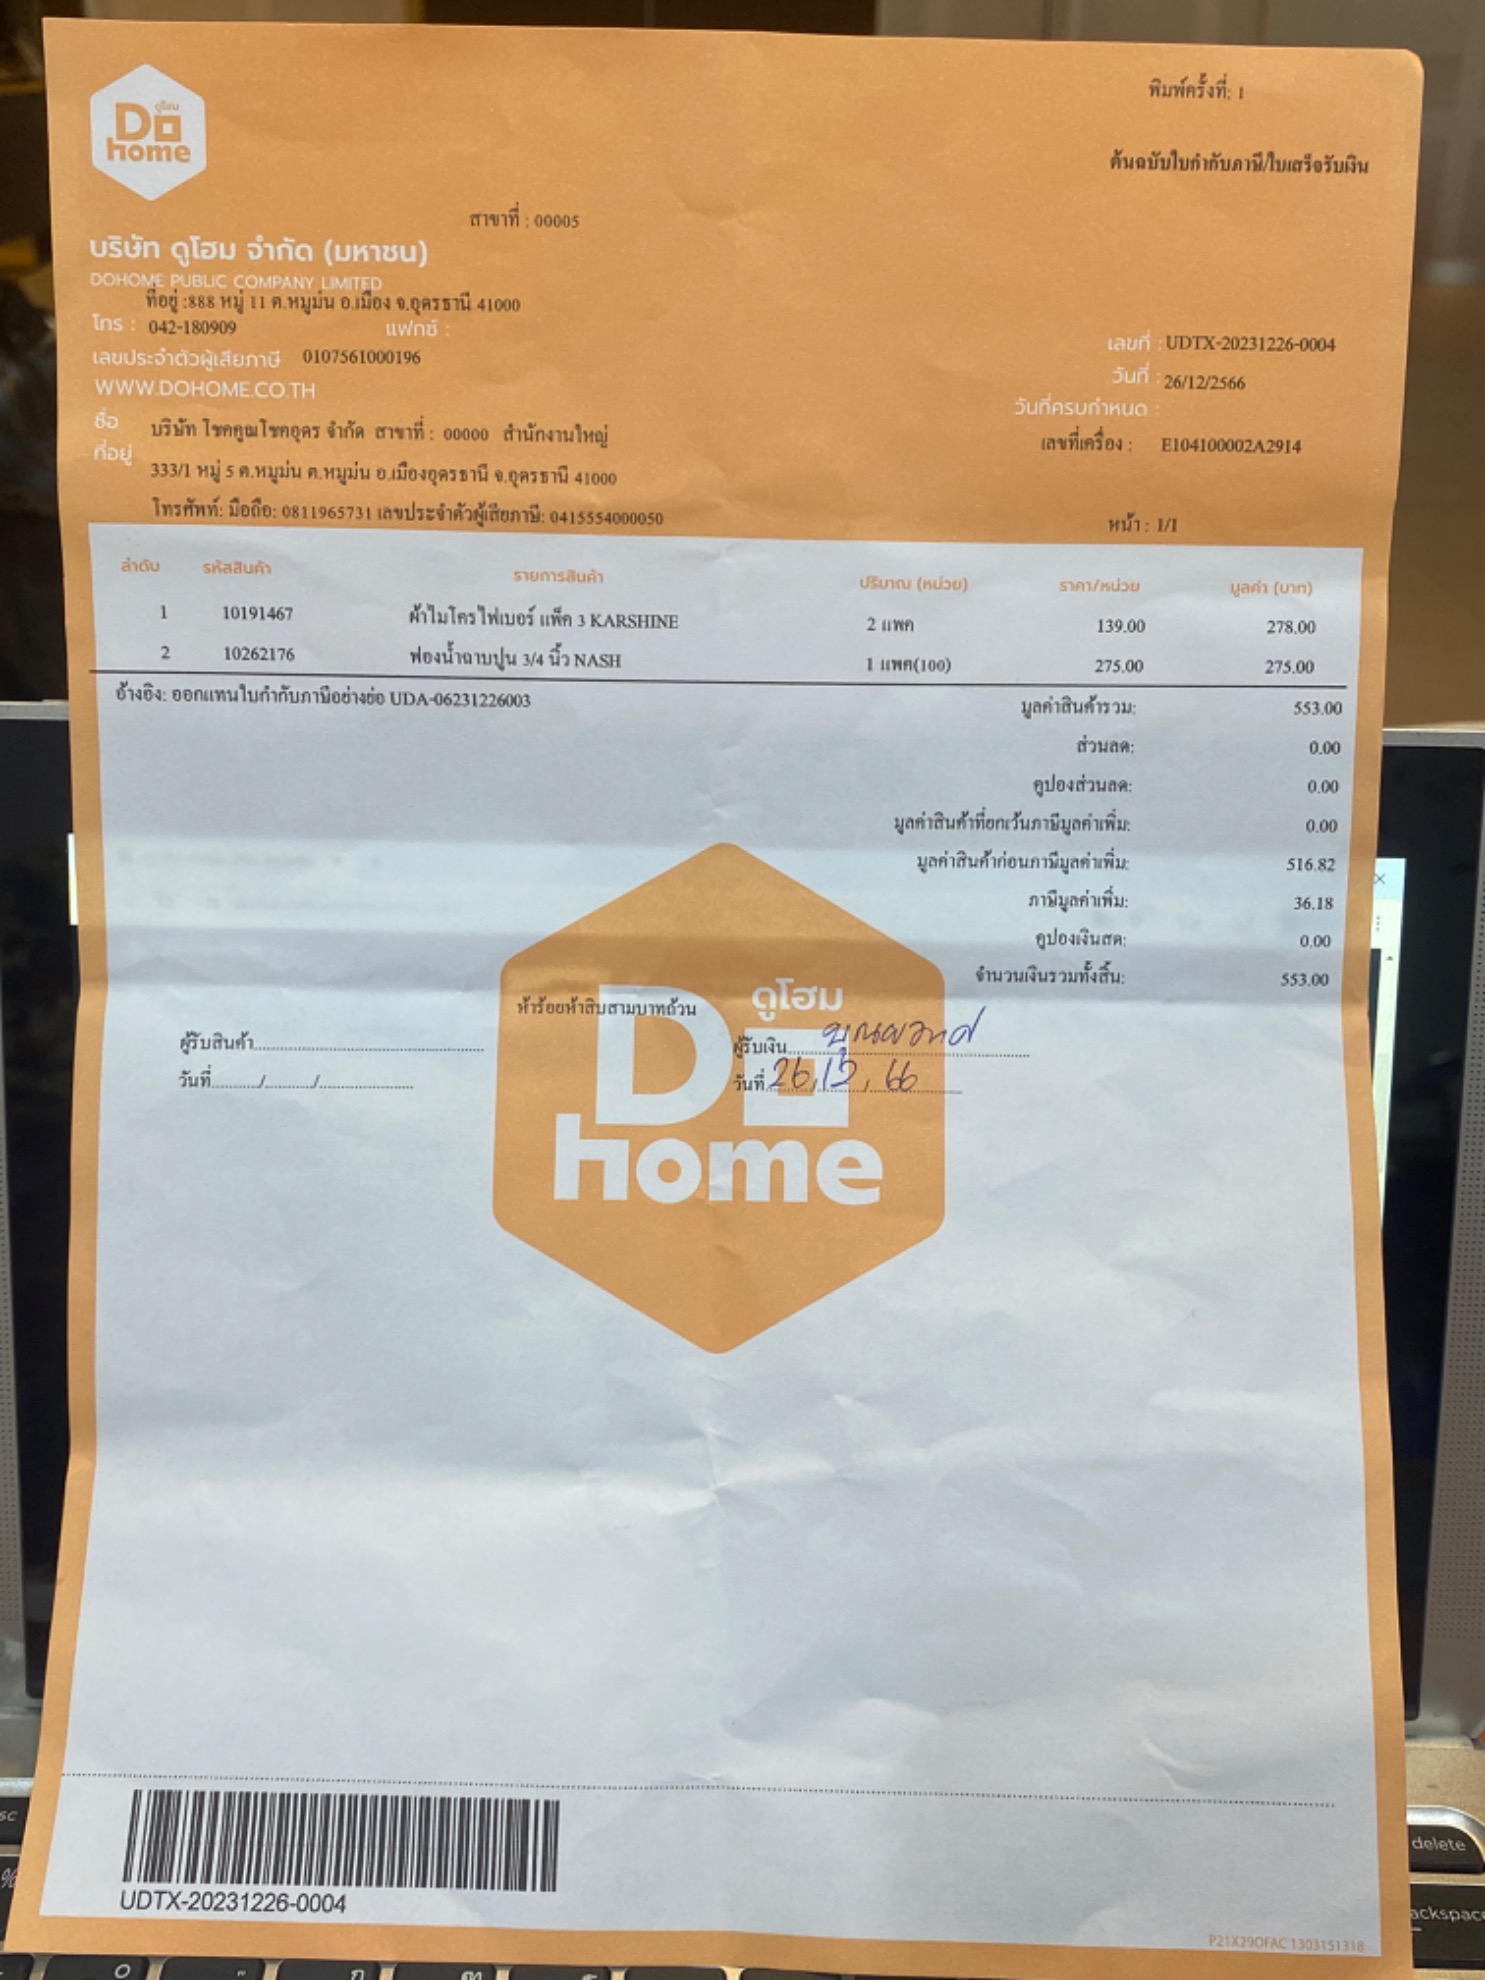 ดูโฮม
Do
home
พิมพ์ครั้งที่: 1
ต้นฉบับใบกำกับภาษี/ใบเสร็จรับเงิน
สาขาที่ : 00005
บริษัท ดูโฮม จำกัด (มหาชน)
DOHOME PUBLIC COMPANY LIMITED
ที่อยู่ :888 หมู่ 11 ต.หมูม่น อ.เมือง จ.อุดรธานี 41000
โทร : 042-180909 แฟกซ์ :
เลขประจำตัวผู้เสียภาษี 0107561000196
WWW.DOHOME.CO.TH
เลขที่ : UDTX-20231226-0004
วันที่ : 26/12/2566
วันที่ครบกำหนด :
เลขที่เครื่อง : E104100002A2914
ชื่อ บริษัท โชคคูณโชคอุดร จำกัด สาขาที่ : 00000 สำนักงานใหญ่
ที่อยู่ 333/1 หมู่ 5 ต.หมูม่น ต.หมูม่น อ.เมืองอุดรธานี จ.อุดรธานี 41000
โทรศัพท์: มือถือ: 0811965731 เลขประจำตัวผู้เสียภาษี: 0415554000050
หน้า : 1/1
ลำดับ รหัสสินค้า รายการสินค้า ปริมาณ (หน่วย) ราคา/หน่วย มูลค่า (บาท)
1 10191467 ผ้าไมโครไฟเบอร์ แพ็ค 3 KARSHINE 2 แพค 139.00 278.00
2 10262176 ฟองน้ำฉาบปูน 3/4 นิ้ว NASH 1 แพค(100) 275.00 275.00
อ้างอิง: ออกแทนใบกำกับภาษีอย่างย่อ UDA-06231226003
มูลค่าสินค้ารวม: 553.00
ส่วนลด: 0.00
คูปองส่วนลด: 0.00
มูลค่าสินค้าที่ยกเว้นภาษีมูลค่าเพิ่ม: 0.00
มูลค่าสินค้าก่อนภาษีมูลค่าเพิ่ม: 516.82
ภาษีมูลค่าเพิ่ม: 36.18
คูปองเงินสด: 0.00
จำนวนเงินรวมทั้งสิ้น: 553.00
ห้าร้อยห้าสิบสามบาทถ้วน
ดูโฮม
Do
home
ผู้รับสินค้า
วันที่ / /
ผู้รับเงิน
วันที่ 26, 12, 66
UDTX-20231226-0004
P21X29OFAC 1303151318
delete